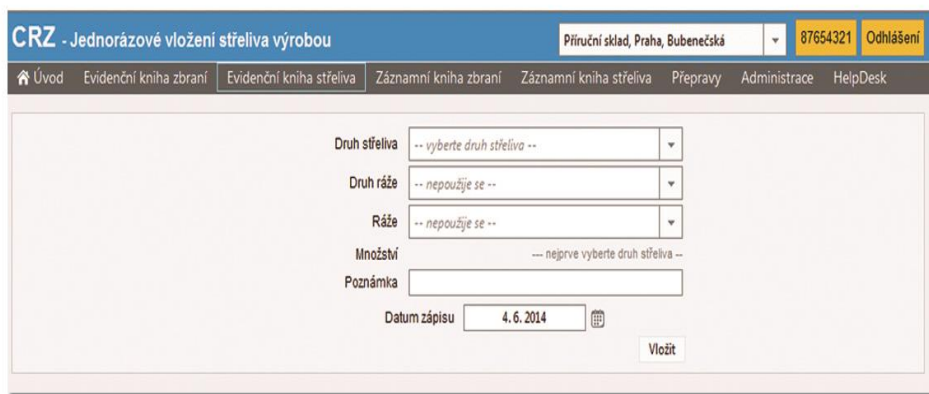 CRZ - Jednorázové vložení střeliva výrobou Příruční sklad, Praha, Bubenečská 87654321 Odhlášení
Úvod Evidenční kniha zbraní Evidenční kniha střeliva Záznamní kniha zbraní Záznamní kniha střeliva Přepravy Administrace HelpDesk
Druh střeliva -- vyberte druh střeliva --
Druh ráže -- nepoužije se --
Ráže -- nepoužije se --
Množství --- nejprve vyberte druh střeliva --
Poznámka
Datum zápisu 4. 6. 2014
Vložit